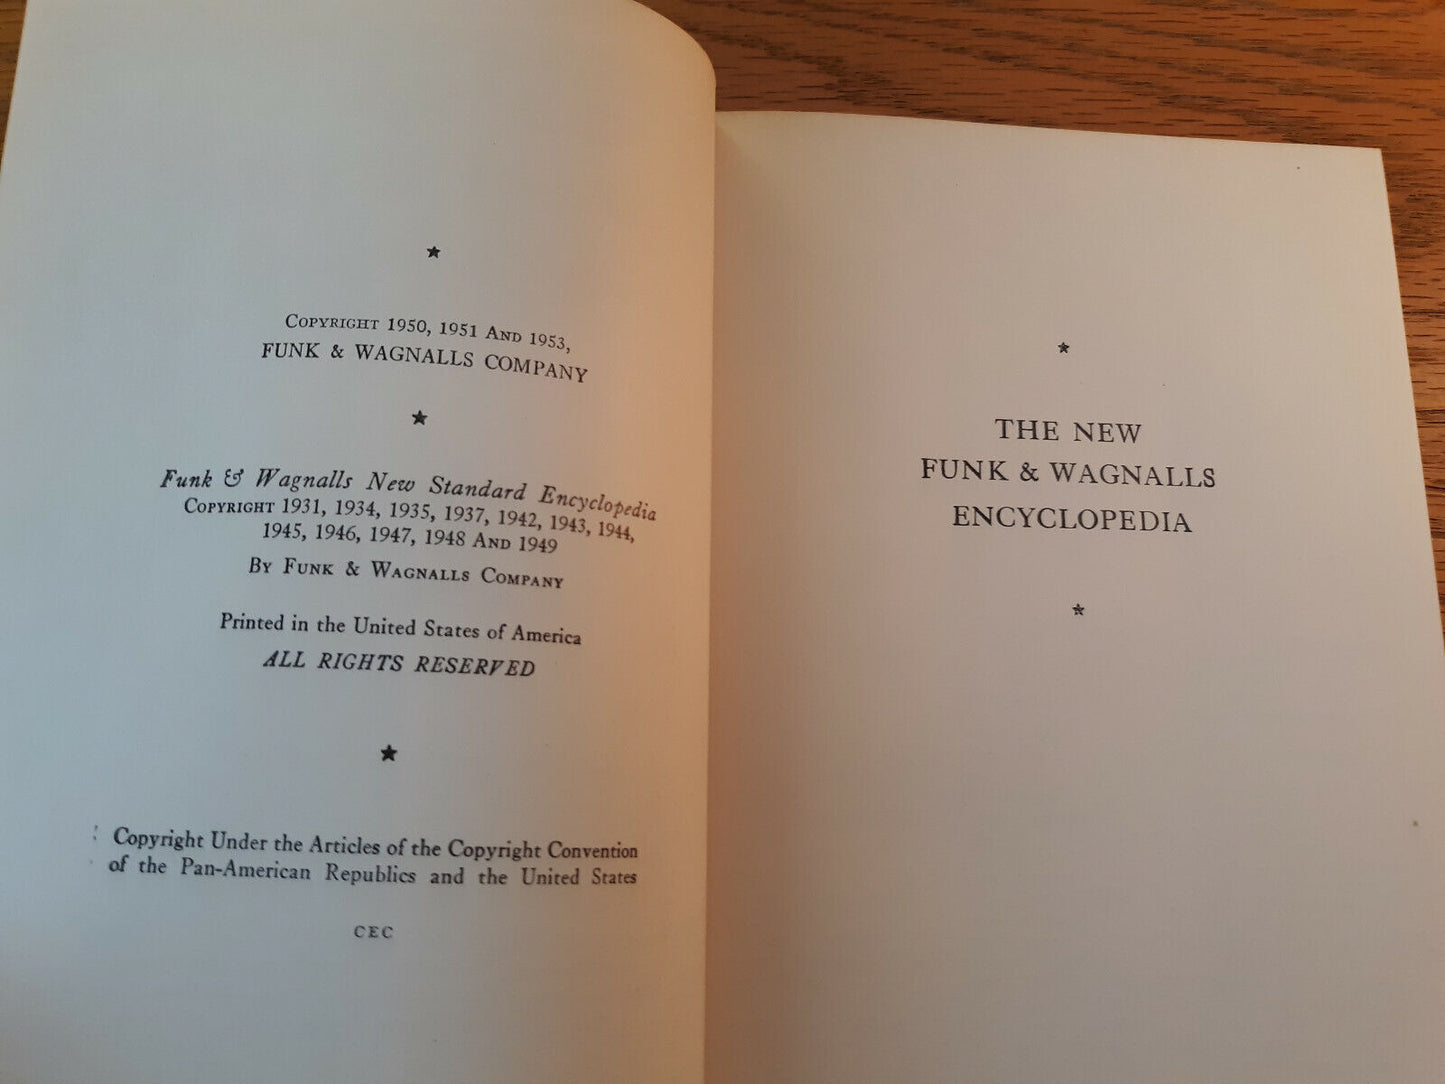 COPYRIGHT 1950, 1951 AND 1953,
FUNK & WAGNALLS COMPANY
Funk & Wagnalls New Standard Encyclopedia
COPYRIGHT 1931, 1934, 1935, 1937, 1942, 1943, 1944,
1945, 1946, 1947, 1948 AND 1949
BY FUNK & WAGNALLS COMPANY
Printed in the United States of America
ALL RIGHTS RESERVED
Copyright Under the Articles of the Copyright Convention
of the Pan-American Republics and the United States
CEC
THE NEW
FUNK & WAGNALLS
ENCYCLOPEDIA